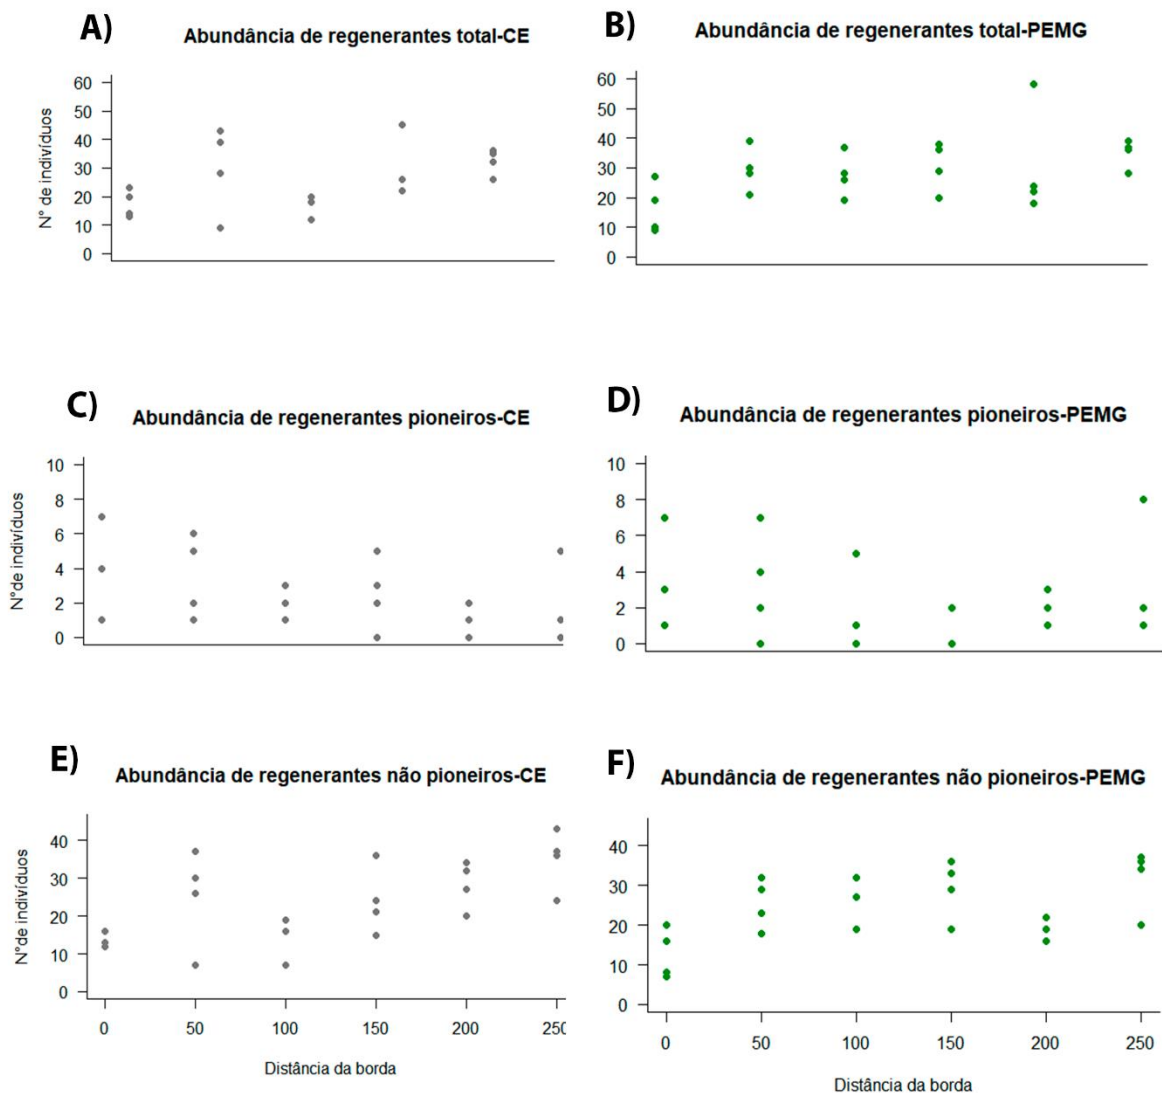 A)
Abundância de regenerantes total-CE
N° de indivíduos
60
50
40
30
20
10
0
B)
Abundância de regenerantes total-PEMG
60
50
40
30
20
10
0
C)
Abundância de regenerantes pioneiros-CE
N°de indivíduos
10
8
6
4
2
0
D)
Abundância de regenerantes pioneiros-PEMG
10
8
6
4
2
0
E)
Abundância de regenerantes não pioneiros-CE
N°de indivíduos
40
30
20
10
0
0 50 100 150 200 250
Distância da borda
F)
Abundância de regenerantes não pioneiros-PEMG
40
30
20
10
0
0 50 100 150 200 250
Distância da borda